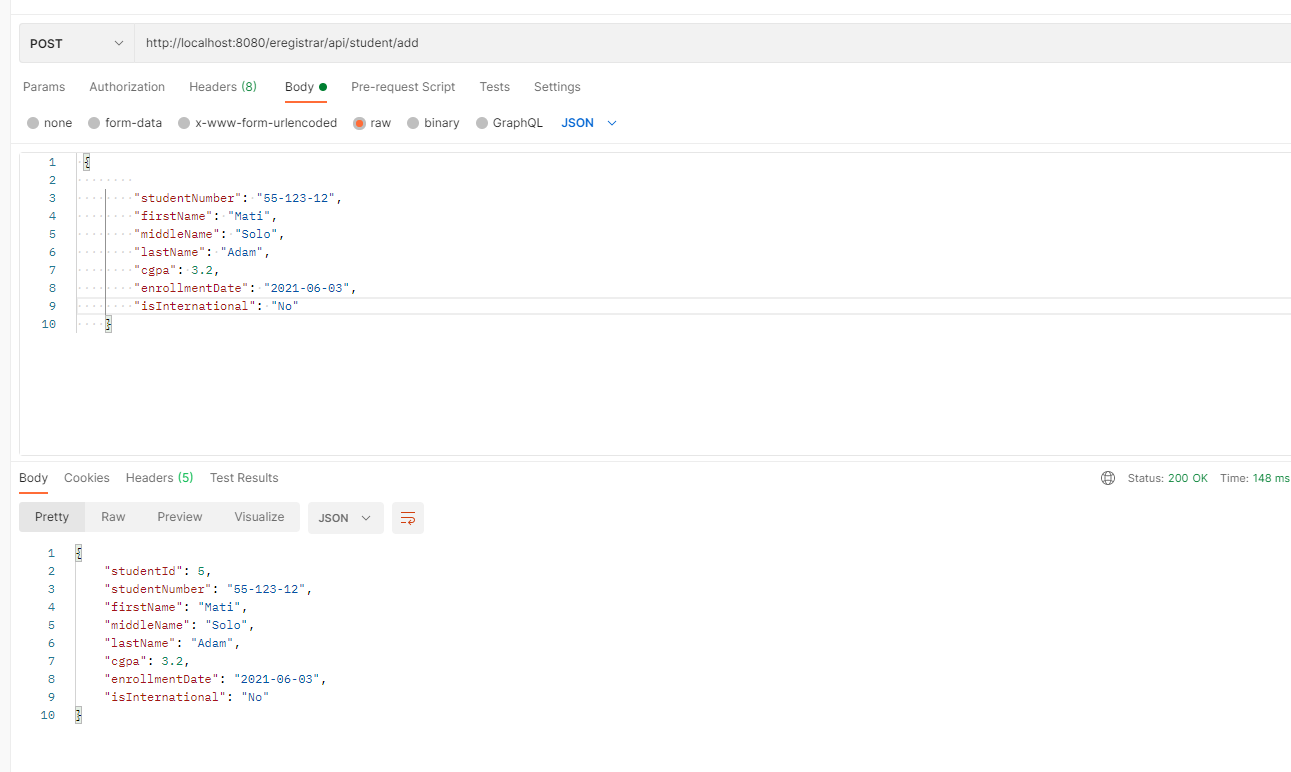 POST http://localhost:8080/eregistrar/api/student/add
Params Authorization Headers (8) Body Pre-request Script Tests Settings
none form-data x-www-form-urlencoded raw binary GraphQL JSON
1 {
2
3 "studentNumber": "55-123-12",
4 "firstName": "Mati",
5 "middleName": "Solo",
6 "lastName": "Adam",
7 "cgpa": 3.2,
8 "enrollmentDate": "2021-06-03",
9 "isInternational": "No"
10 }
Body Cookies Headers (5) Test Results Status: 200 OK Time: 148 ms
Pretty Raw Preview Visualize JSON
1 {
2 "studentId": 5,
3 "studentNumber": "55-123-12",
4 "firstName": "Mati",
5 "middleName": "Solo",
6 "lastName": "Adam",
7 "cgpa": 3.2,
8 "enrollmentDate": "2021-06-03",
9 "isInternational": "No"
10 }